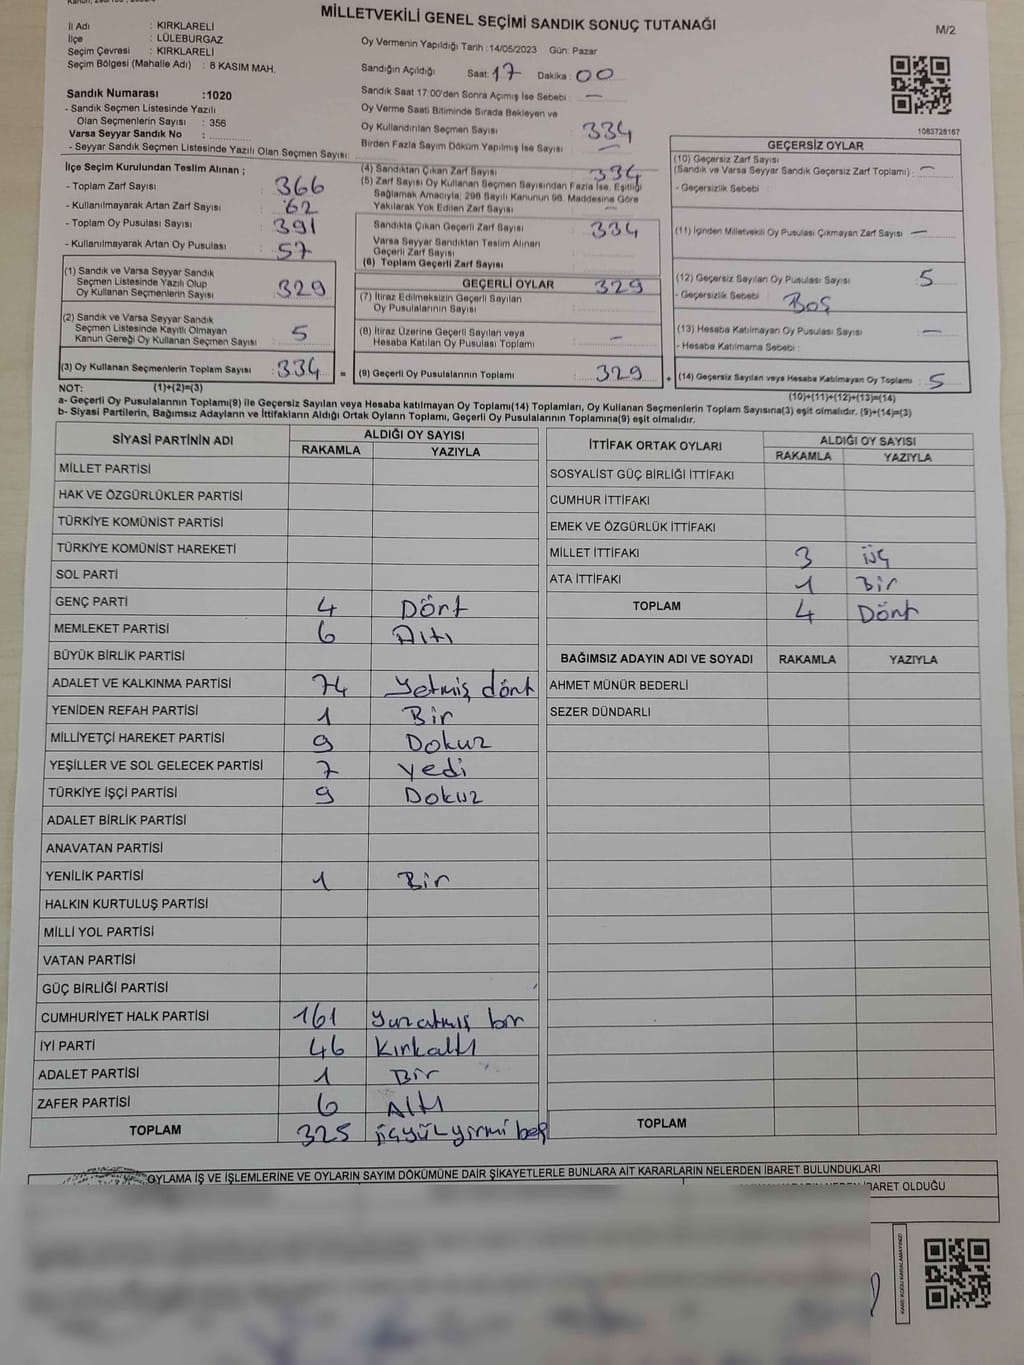 MİLLETVEKİLİ GENEL SEÇİMİ SANDIK SONUÇ TUTANAĞI
M/2
İl Adı : KIRKLARELİ
İlçe : LÜLEBURGAZ
Seçim Çevresi : KIRKLARELİ
Seçim Bölgesi (Mahalle Adı) : 8 KASIM MAH.
Sandık Numarası :1020
- Sandık Seçmen Listesinde Yazılı
Olan Seçmenlerin Sayısı : 356
Varsa Seyyar Sandık No :
- Seyyar Sandık Seçmen Listesinde Yazılı Olan Seçmen Sayısı:
Oy Vermenin Yapıldığı Tarih :14/05/2023 Gün: Pazar
Sandığın Açıldığı Saat: 17 Dakika : 00
Sandık Saat 17:00'den Sonra Açımış İse Sebebi : —
Oy Verme Saati Bitiminde Sırada Bekleyen ve
Oy Kullandırılan Seçmen Sayısı : 334
Birden Fazla Sayım Döküm Yapılmış İse Sayısı : —
1083728167
İlçe Seçim Kurulundan Teslim Alınan ;
- Toplam Zarf Sayısı : 366
- Kullanılmayarak Artan Zarf Sayısı : 62
- Toplam Oy Pusulası Sayısı : 391
- Kullanılmayarak Artan Oy Pusulası : 57
(1) Sandık ve Varsa Seyyar Sandık
Seçmen Listesinde Yazılı Olup
Oy Kullanan Seçmenlerin Sayısı : 329
(2) Sandık ve Varsa Seyyar Sandık
Seçmen Listesinde Kayıtlı Olmayan
Kanun Gereği Oy Kullanan Seçmen Sayısı : 5
(3) Oy Kullanan Seçmenlerin Toplam Sayısı : 334 =
(4) Sandıktan Çıkan Zarf Sayısı : 334
(5) Zarf Sayısı Oy Kullanan Seçmen Sayısından Fazla İse, Eşitliği
Sağlamak Amacıyla, 298 Sayılı Kanunun 98. Maddesine Göre
Yakılarak Yok Edilen Zarf Sayısı : —
Sandıkta Çıkan Geçerli Zarf Sayısı : 334
Varsa Seyyar Sandıktan Teslim Alınan
Geçerli Zarf Sayısı
(6) Toplam Geçerli Zarf Sayısı :
GEÇERLİ OYLAR 329
(7) İtiraz Edilmeksizin Geçerli Sayılan
Oy Pusulalarının Sayısı :
(8) İtiraz Üzerine Geçerli Sayılan veya
Hesaba Katılan Oy Pusulası Toplamı : —
(9) Geçerli Oy Pusulalarının Toplamı : 329 +
GEÇERSİZ OYLAR
(10) Geçersiz Zarf Sayısı
(Sandık ve Varsa Seyyar Sandık Geçersiz Zarf Toplamı) : —
- Geçersizlik Sebebi :
(11) İçinden Milletvekili Oy Pusulası Çıkmayan Zarf Sayısı : —
(12) Geçersiz Sayılan Oy Pusulası Sayısı : 5
- Geçersizlik Sebebi : Boş
(13) Hesaba Katılmayan Oy Pusulası Sayısı : —
- Hesaba Katılmama Sebebi :
(14) Geçersiz Sayılan veya Hesaba Katılmayan Oy Toplamı : 5
NOT: (1)+(2)=(3) (10)+(11)+(12)+(13)=(14)
a- Geçerli Oy Pusulalarının Toplamı(9) ile Geçersiz Sayılan veya Hesaba katılmayan Oy Toplamı(14) Toplamları, Oy Kullanan Seçmenlerin Toplam Sayısına(3) eşit olmalıdır. (9)+(14)=(3)
b- Siyasi Partilerin, Bağımsız Adayların ve İttifakların Aldığı Ortak Oyların Toplamı, Geçerli Oy Pusulalarının Toplamına(9) eşit olmalıdır.
SİYASİ PARTİNİN ADI ALDIĞI OY SAYISI
RAKAMLA YAZIYLA
MİLLET PARTİSİ
HAK VE ÖZGÜRLÜKLER PARTİSİ
TÜRKİYE KOMÜNİST PARTİSİ
TÜRKİYE KOMÜNİST HAREKETİ
SOL PARTİ
GENÇ PARTİ 4 Dört
MEMLEKET PARTİSİ 6 Altı
BÜYÜK BİRLİK PARTİSİ
ADALET VE KALKINMA PARTİSİ 74 Yetmiş dört
YENİDEN REFAH PARTİSİ 1 Bir
MİLLİYETÇİ HAREKET PARTİSİ 9 Dokuz
YEŞİLLER VE SOL GELECEK PARTİSİ 7 Yedi
TÜRKİYE İŞÇİ PARTİSİ 9 Dokuz
ADALET BİRLİK PARTİSİ
ANAVATAN PARTİSİ
YENİLİK PARTİSİ 1 Bir
HALKIN KURTULUŞ PARTİSİ
MİLLİ YOL PARTİSİ
VATAN PARTİSİ
GÜÇ BİRLİĞİ PARTİSİ
CUMHURİYET HALK PARTİSİ 161 Yüzatmış bir
İYİ PARTİ 46 Kırkaltı
ADALET PARTİSİ 1 Bir
ZAFER PARTİSİ 6 Altı
TOPLAM 325 üçyüzyirmi beş
İTTİFAK ORTAK OYLARI ALDIĞI OY SAYISI
RAKAMLA YAZIYLA
SOSYALİST GÜÇ BİRLİĞİ İTTİFAKI
CUMHUR İTTİFAKI
EMEK VE ÖZGÜRLÜK İTTİFAKI
MİLLET İTTİFAKI 3 üç
ATA İTTİFAKI 1 Bir
TOPLAM 4 Dört
BAĞIMSIZ ADAYIN ADI VE SOYADI RAKAMLA YAZIYLA
AHMET MÜNÜR BEDERLİ
SEZER DÜNDARLI
TOPLAM
OYLAMA İŞ VE İŞLEMLERİNE VE OYLARIN SAYIM DÖKÜMÜNE DAİR ŞİKAYETLERLE BUNLARA AİT KARARLARIN NELERDEN İBARET BULUNDUKLARI
İBARET OLDUĞU